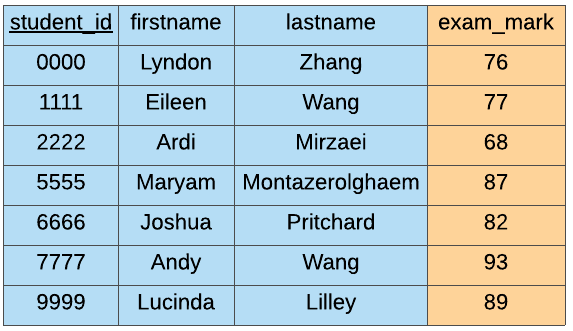 student_id firstname lastname exam_mark
0000 Lyndon Zhang 76
1111 Eileen Wang 77
2222 Ardi Mirzaei 68
5555 Maryam Montazerolghaem 87
6666 Joshua Pritchard 82
7777 Andy Wang 93
9999 Lucinda Lilley 89